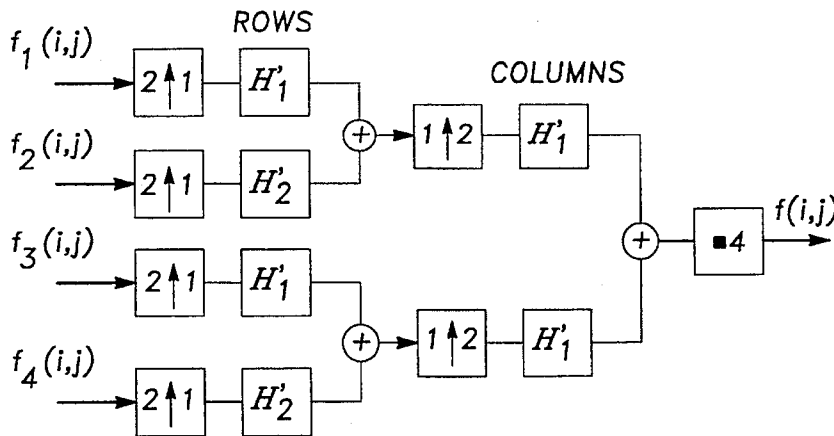 ROWS
f1(i,j)
2↑1 H'1
COLUMNS
+ 1↑2 H'1
f2(i,j)
2↑1 H'2
f(i,j)
+ ■4
f3(i,j)
2↑1 H'1
+ 1↑2 H'1
f4(i,j)
2↑1 H'2